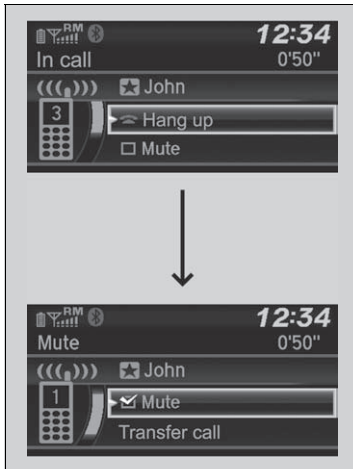 RM 12:34
In call 0'50"
John
3
Hang up
Mute
RM 12:34
Mute 0'50"
John
1
Mute
Transfer call